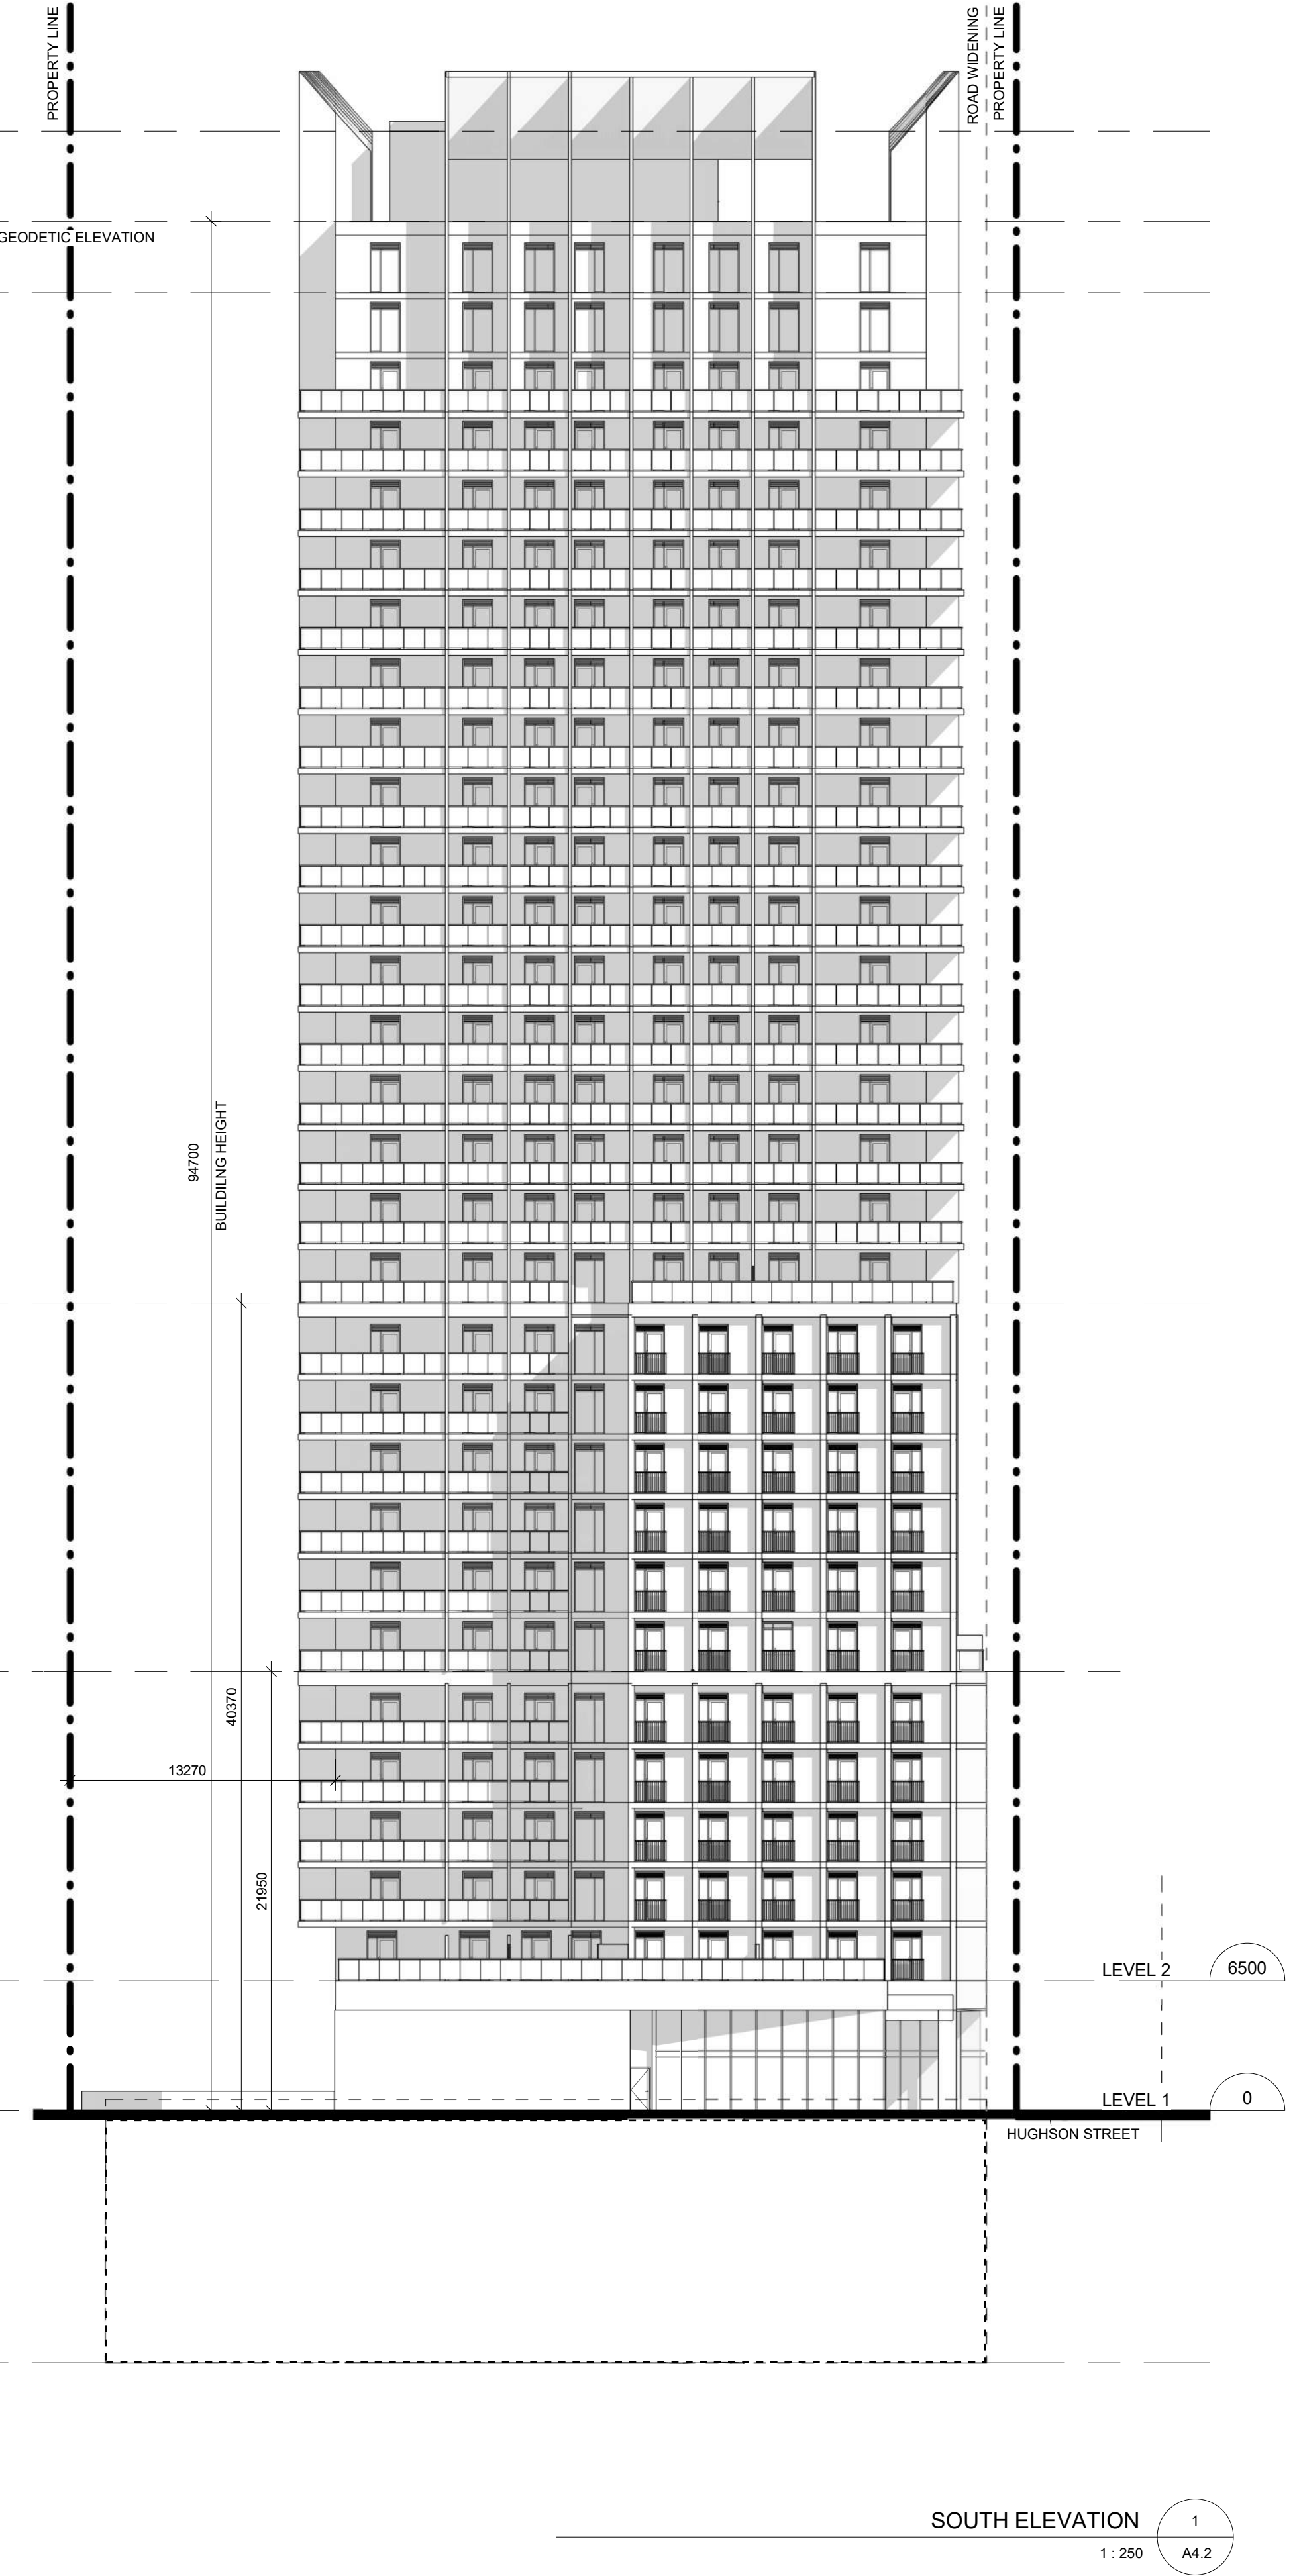 PROPERTY LINE
ROAD WIDENING
PROPERTY LINE
GEODETIC ELEVATION
94700
BUILDILNG HEIGHT
40370
13270
21950
LEVEL 2
6500
LEVEL 1
0
HUGHSON STREET
SOUTH ELEVATION
1
1 : 250
A4.2